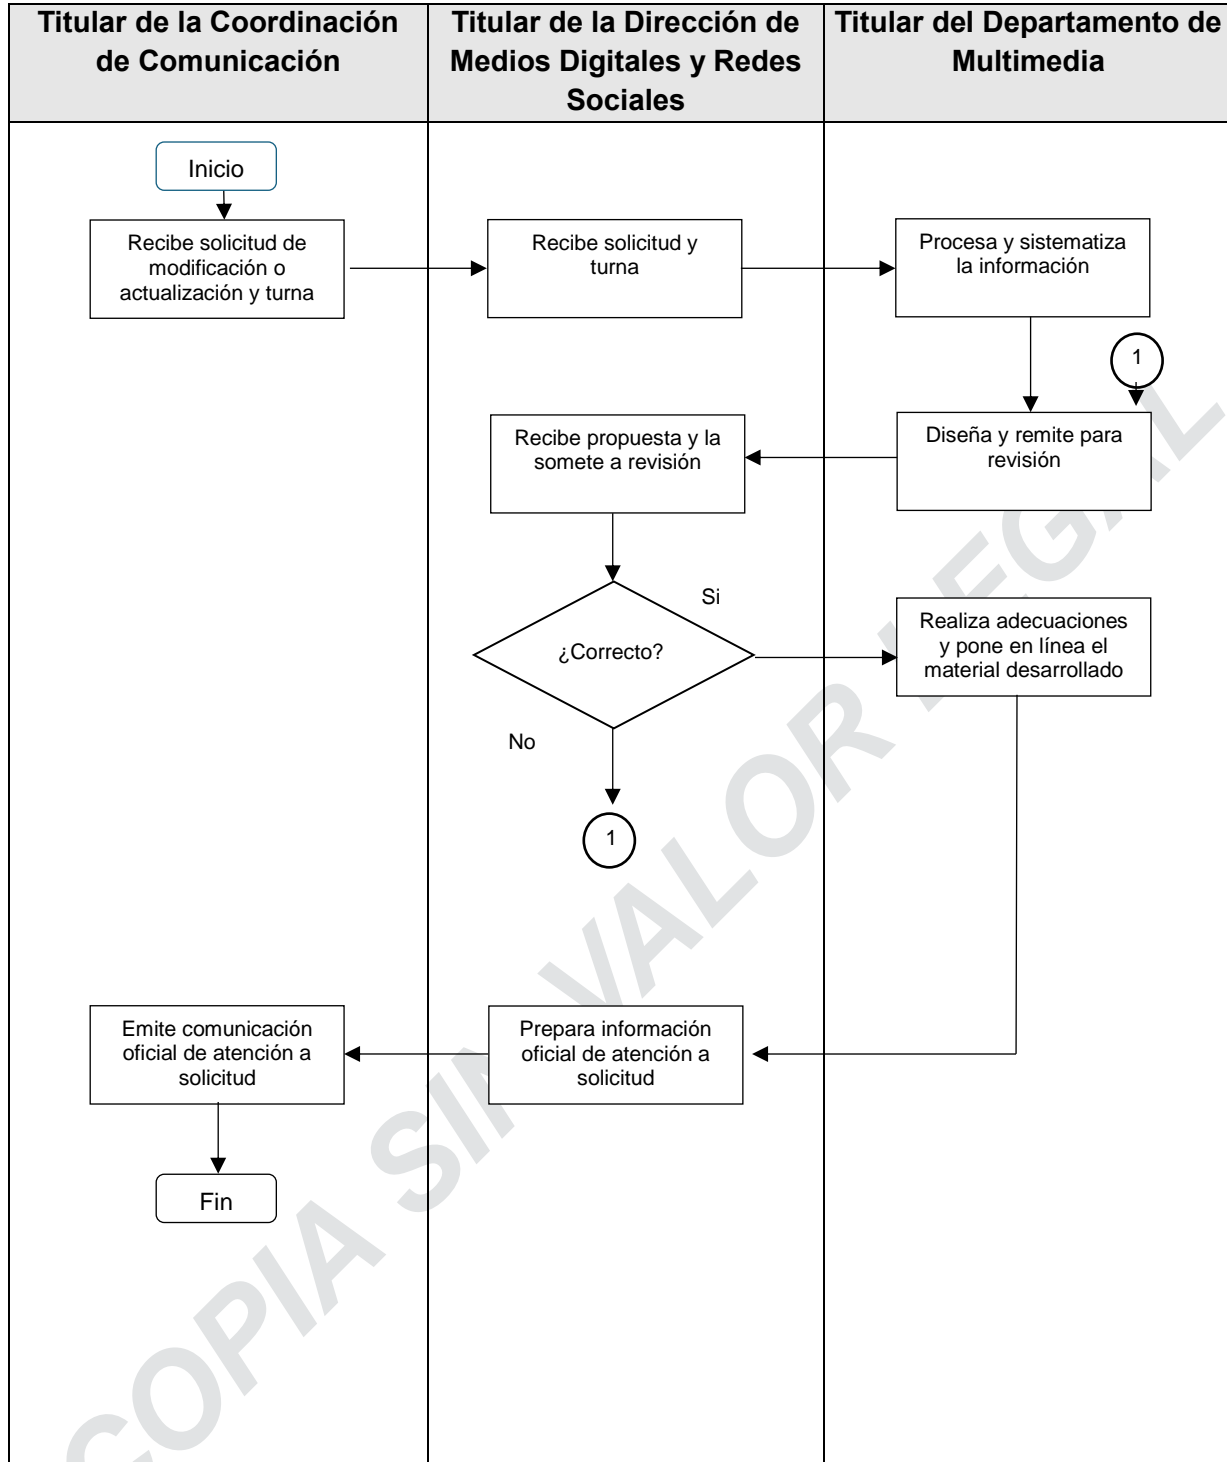 Titular de la Coordinación
de Comunicación
Titular de la Dirección de
Medios Digitales y Redes
Sociales
Titular del Departamento de
Multimedia
Inicio
Recibe solicitud de
modificación o
actualización y turna
Recibe solicitud y
turna
Procesa y sistematiza
la información
1
Diseña y remite para
revisión
Recibe propuesta y la
somete a revisión
¿Correcto?
Si
No
Realiza adecuaciones
y pone en línea el
material desarrollado
1
Prepara información
oficial de atención a
solicitud
Emite comunicación
oficial de atención a
solicitud
Fin
COPIA SIN VALOR LEGAL